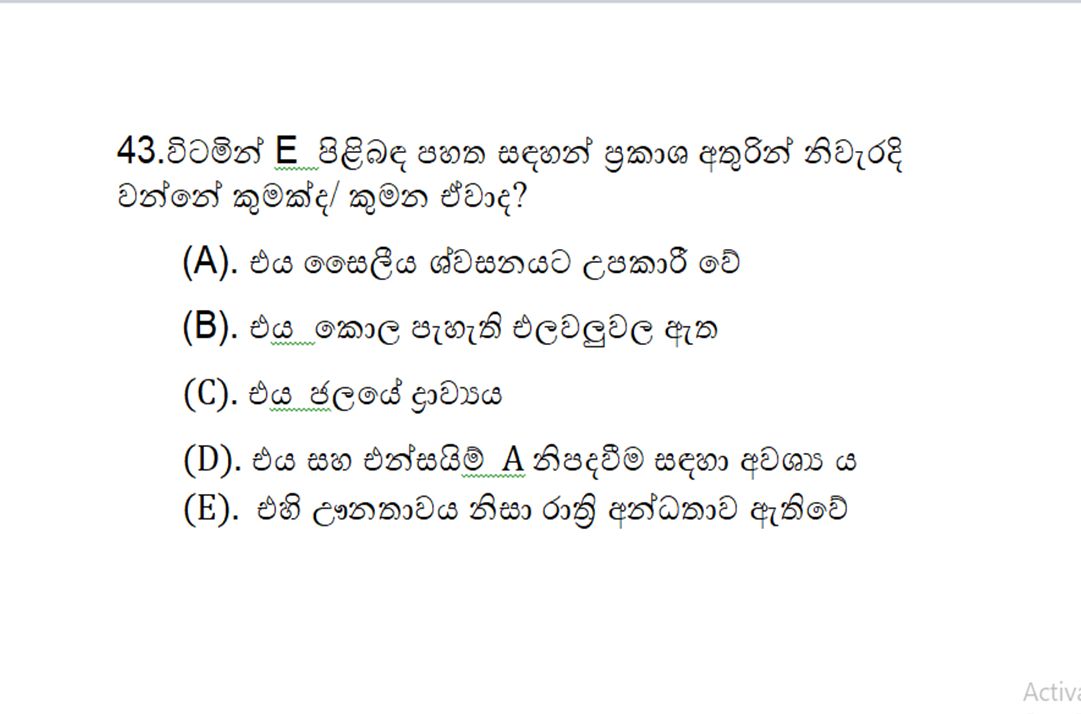 43.විටමින් E පිළිබඳ පහත සඳහන් ප්‍රකාශ අතුරින් නිවැරදි
වන්නේ කුමක්ද/ කුමන ඒවාද?
(A). එය සෛලීය ශ්වසනයට උපකාරී වේ
(B). එය කොල පැහැති එලවලුවල ඇත
(C). එය ජලයේ ද්‍රාව්‍යය
(D). එය සහ එන්සයිම් A නිපදවීම සඳහා අවශ්‍ය ය
(E). එහි ඌනතාවය නිසා රාත්‍රි අන්ධතාව ඇතිවේ
Activa